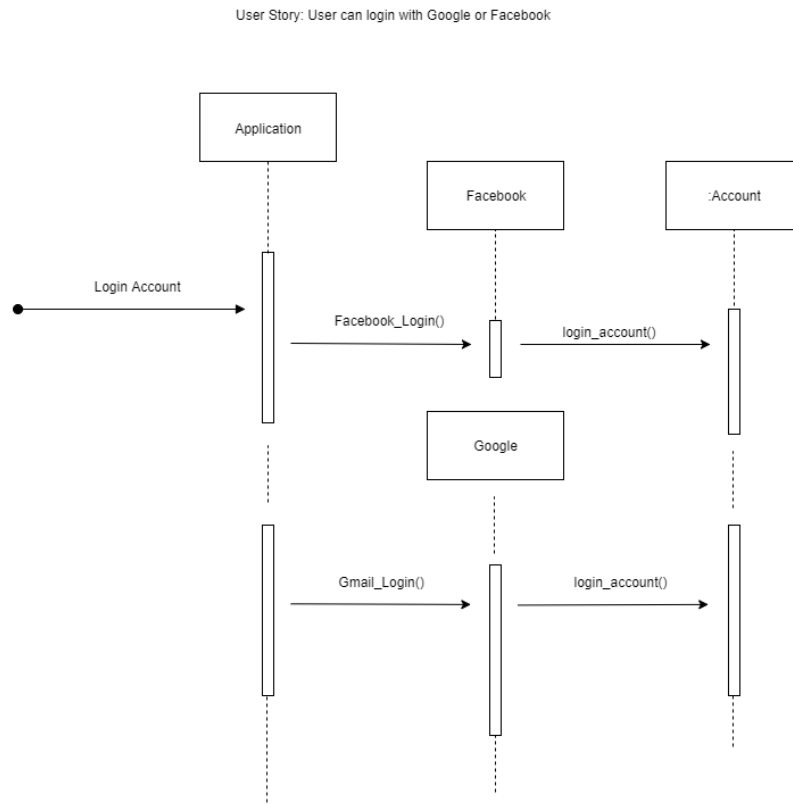 User Story: User can login with Google or Facebook
Application
Facebook
:Account
Login Account
Facebook_Login()
login_account()
Google
Gmail_Login()
login_account()